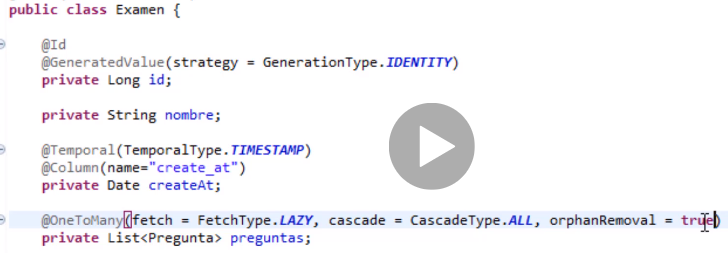 public class Examen {
@Id
@GeneratedValue(strategy = GenerationType.IDENTITY)
private Long id;
private String nombre;
@Temporal(TemporalType.TIMESTAMP)
@Column(name="create_at")
private Date createAt;
@OneToMany(fetch = FetchType.LAZY, cascade = CascadeType.ALL, orphanRemoval = true)
private List<Pregunta> preguntas;